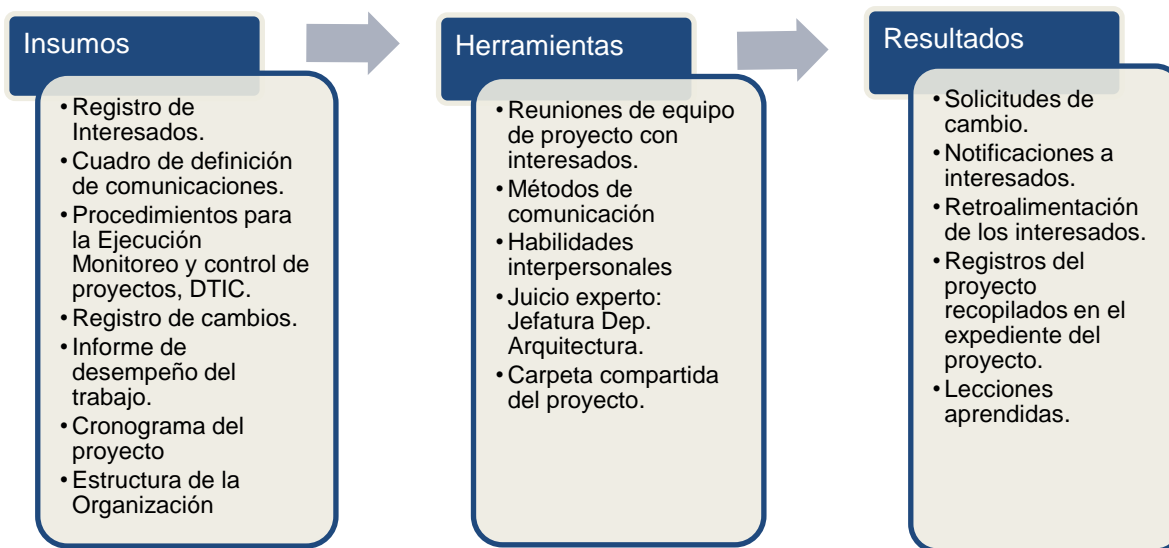 Insumos
• Registro de
Interesados.
• Cuadro de definición
de comunicaciones.
• Procedimientos para
la Ejecución
Monitoreo y control de
proyectos, DTIC.
• Registro de cambios.
• Informe de
desempeño del
trabajo.
• Cronograma del
proyecto
• Estructura de la
Organización
Herramientas
• Reuniones de equipo
de proyecto con
interesados.
• Métodos de
comunicación
• Habilidades
interpersonales
• Juicio experto:
Jefatura Dep.
Arquitectura.
• Carpeta compartida
del proyecto.
Resultados
• Solicitudes de
cambio.
• Notificaciones a
interesados.
• Retroalimentación
de los interesados.
• Registros del
proyecto
recopilados en el
expediente del
proyecto.
• Lecciones
aprendidas.